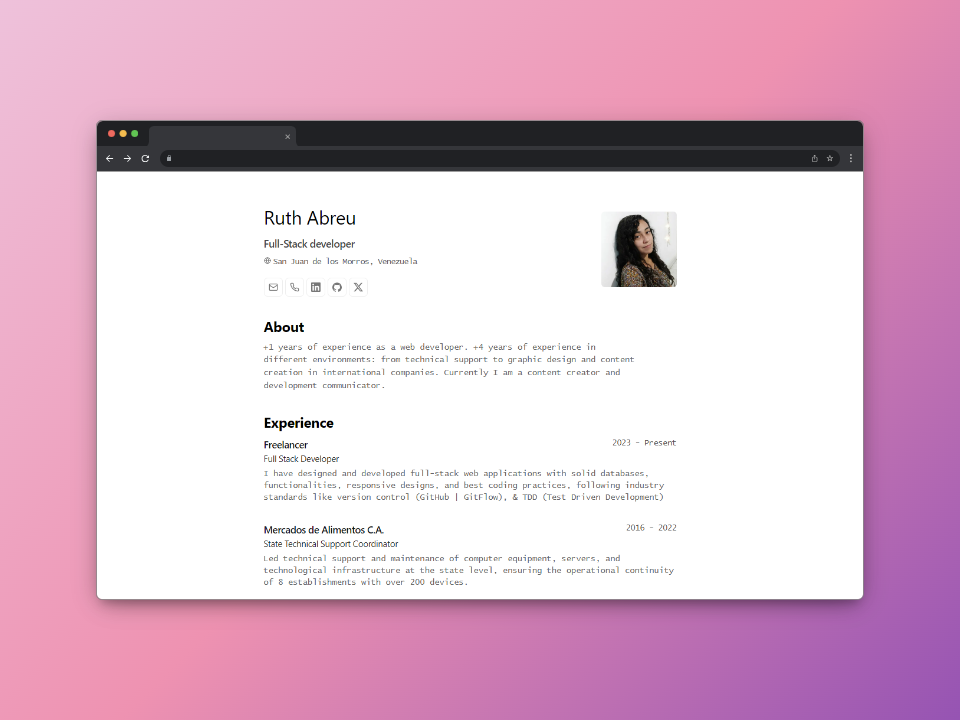 Ruth Abreu
Full-Stack developer
San Juan de los Morros, Venezuela
About
+1 years of experience as a web developer. +4 years of experience in
different environments: from technical support to graphic design and content
creation in international companies. Currently I am a content creator and
development communicator.
Experience
Freelancer 2023 - Present
Full Stack Developer
I have designed and developed full-stack web applications with solid databases,
functionalities, responsive designs, and best coding practices, following industry
standards like version control (GitHub | GitFlow), & TDD (Test Driven Development)
Mercados de Alimentos C.A. 2016 - 2022
State Technical Support Coordinator
Led technical support and maintenance of computer equipment, servers, and
technological infrastructure at the state level, ensuring the operational continuity
of 8 establishments with over 200 devices.